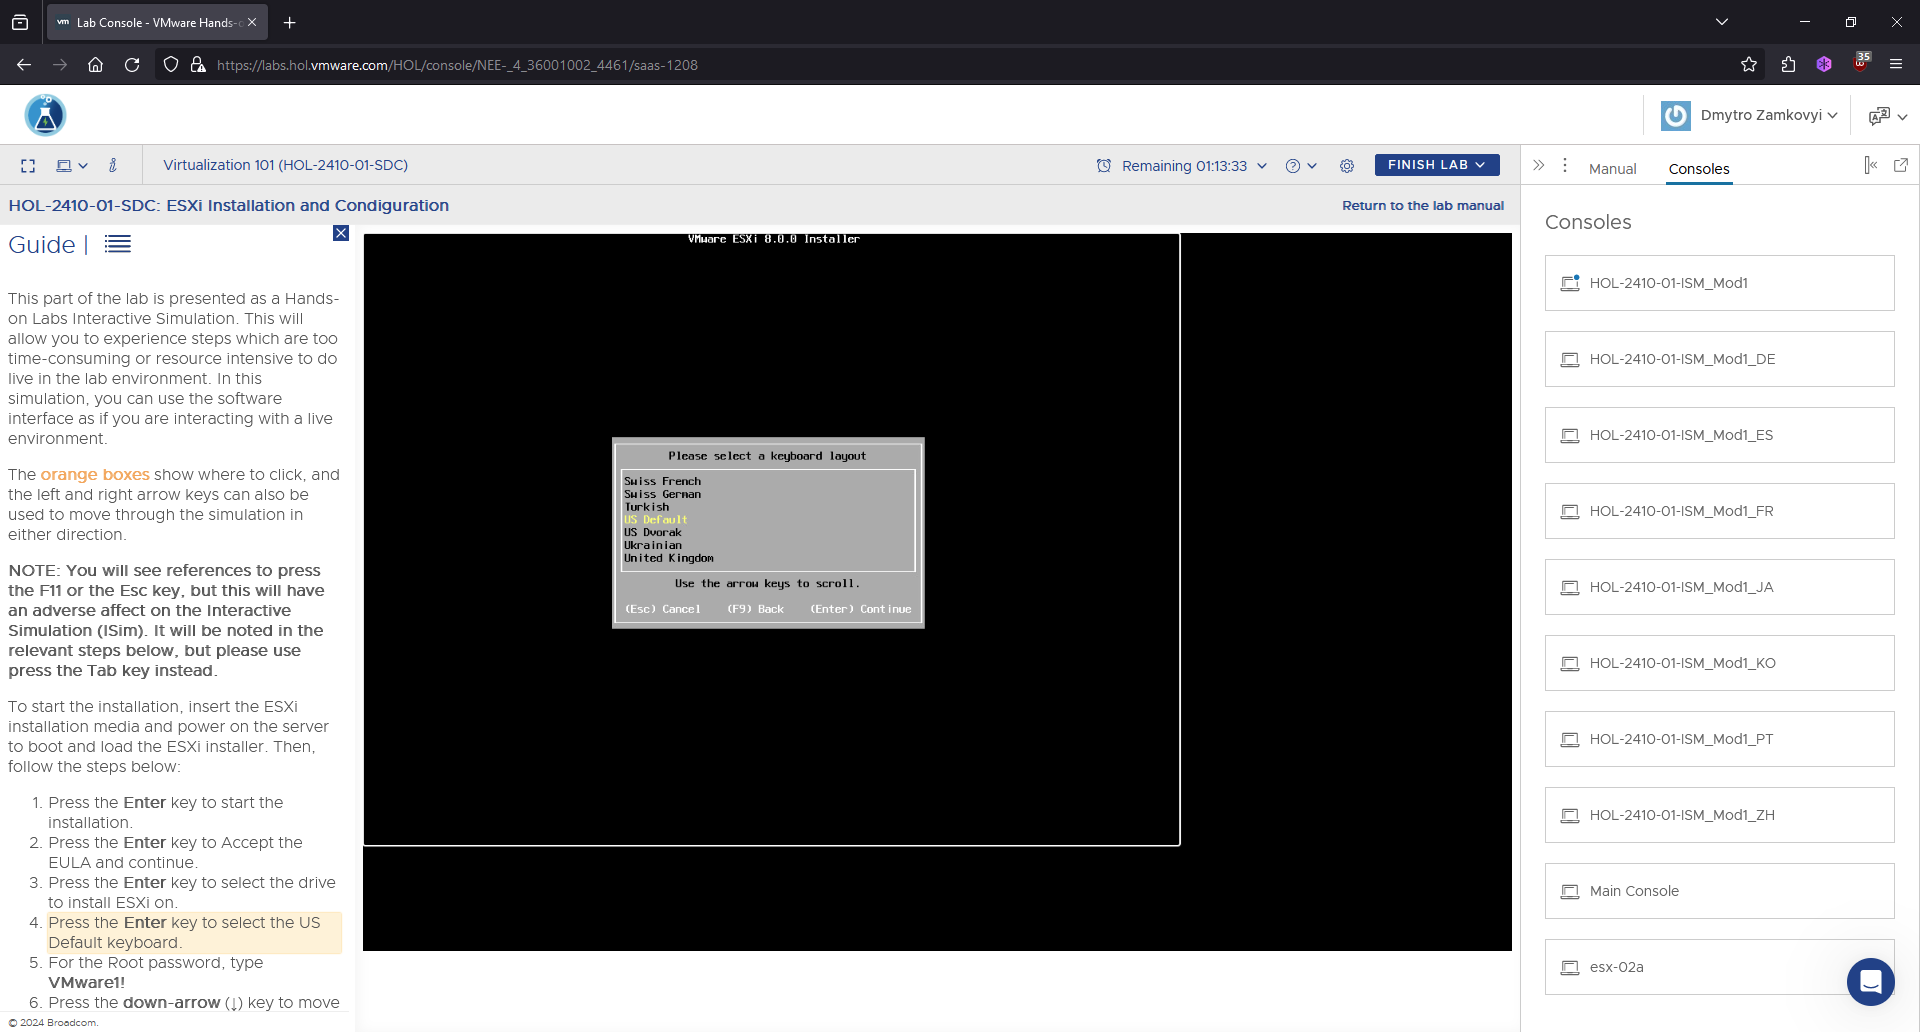 vm Lab Console - VMware Hands-o
https://labs.hol.vmware.com/HOL/console/NEE-_4_36001002_4461/saas-1208
35
Dmytro Zamkovyi
Virtualization 101 (HOL-2410-01-SDC)
Remaining 01:13:33
FINISH LAB
HOL-2410-01-SDC: ESXi Installation and Condiguration
Return to the lab manual
Guide |
This part of the lab is presented as a Hands-
on Labs Interactive Simulation. This will
allow you to experience steps which are too
time-consuming or resource intensive to do
live in the lab environment. In this
simulation, you can use the software
interface as if you are interacting with a live
environment.
The orange boxes show where to click, and
the left and right arrow keys can also be
used to move through the simulation in
either direction.
NOTE: You will see references to press
the F11 or the Esc key, but this will have
an adverse affect on the Interactive
Simulation (ISim). It will be noted in the
relevant steps below, but please use
press the Tab key instead.
To start the installation, insert the ESXi
installation media and power on the server
to boot and load the ESXi installer. Then,
follow the steps below:
1. Press the Enter key to start the
installation.
2. Press the Enter key to Accept the
EULA and continue.
3. Press the Enter key to select the drive
to install ESXi on.
4. Press the Enter key to select the US
Default keyboard.
5. For the Root password, type
VMware1!
6. Press the down-arrow (↓) key to move
© 2024 Broadcom.
VMware ESXi 8.0.0 Installer
Please select a keyboard layout
Swiss French
Swiss German
Turkish
US Default
US Dvorak
Ukrainian
United Kingdom
Use the arrow keys to scroll.
(Esc) Cancel (F9) Back (Enter) Continue
Manual
Consoles
Consoles
HOL-2410-01-ISM_Mod1
HOL-2410-01-ISM_Mod1_DE
HOL-2410-01-ISM_Mod1_ES
HOL-2410-01-ISM_Mod1_FR
HOL-2410-01-ISM_Mod1_JA
HOL-2410-01-ISM_Mod1_KO
HOL-2410-01-ISM_Mod1_PT
HOL-2410-01-ISM_Mod1_ZH
Main Console
esx-02a